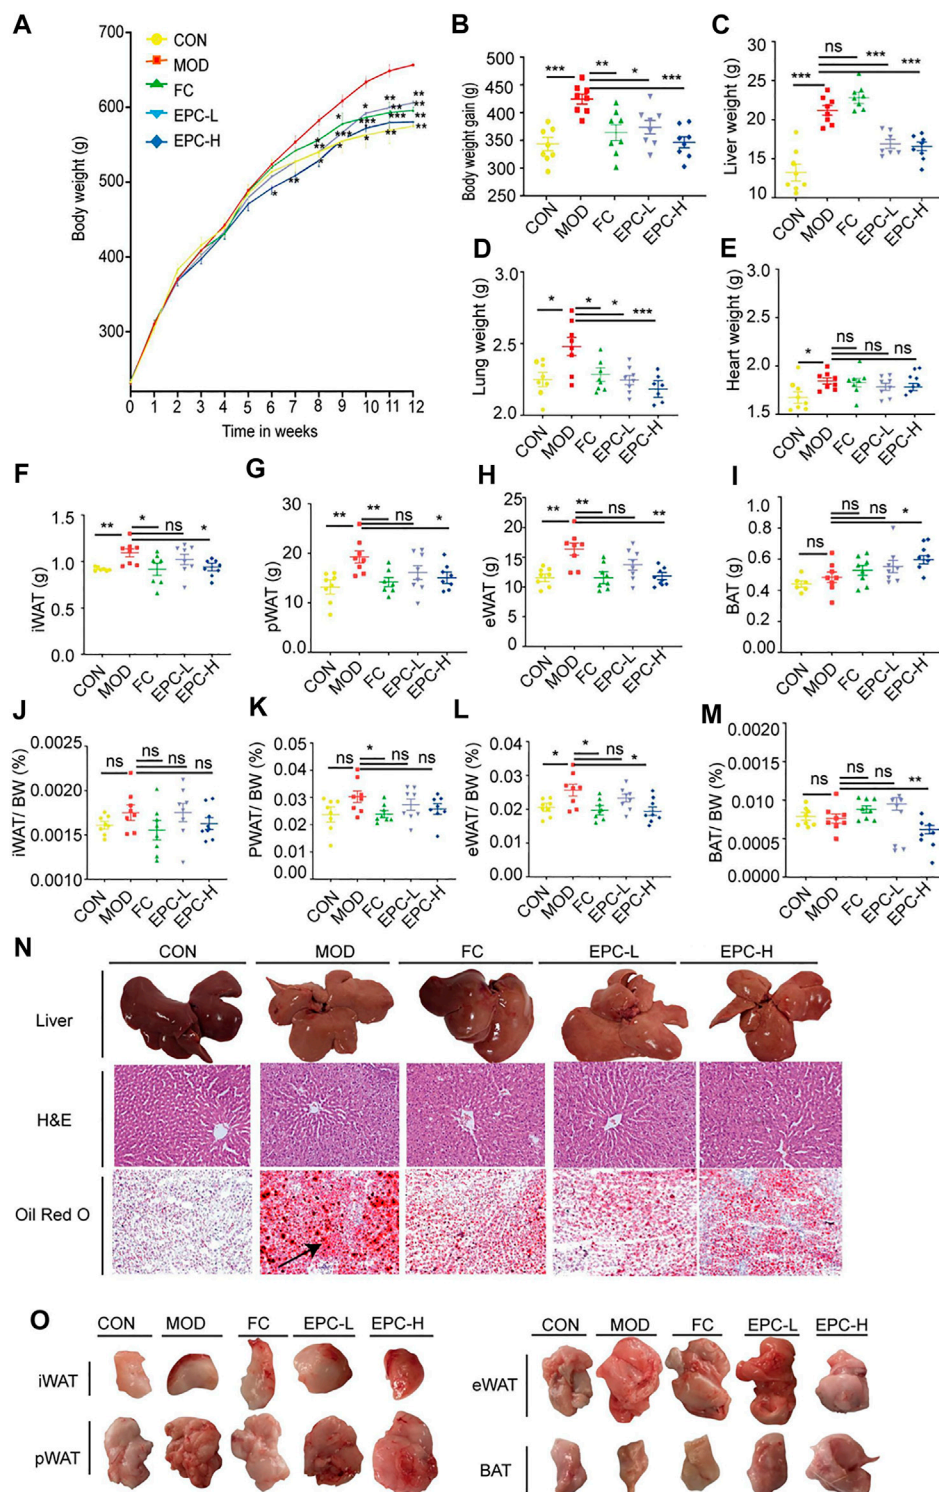 A
Body weight (g)
700
600
500
400
300
CON
MOD
FC
EPC-L
EPC-H
* *** **
* *** **
** *** **
** * ** **
* **
0 1 2 3 4 5 6 7 8 9 10 11 12
Time in weeks
B
Body weight gain (g)
450
400
350
300
250
*** ** * ***
CON MOD FC EPC-L EPC-H
C
Liver weight (g)
30
25
20
15
10
*** ns *** ***
CON MOD FC EPC-L EPC-H
D
Lung weight (g)
3.0
2.5
2.0
* * * ***
CON MOD FC EPC-L EPC-H
E
Heart weight (g)
3.0
2.5
2.0
1.5
* ns ns ns
CON MOD FC EPC-L EPC-H
F
iWAT (g)
1.5
1.0
0.5
0.0
** * ns *
CON MOD FC EPC-L EPC-H
G
pWAT (g)
30
20
10
0.0
** ** ns *
CON MOD FC EPC-L EPC-H
H
eWAT (g)
25
20
15
10
5
0
** ** ns **
CON MOD FC EPC-L EPC-H
I
BAT (g)
1.0
0.8
0.6
0.4
0.2
0.00
ns ns ns *
CON MOD FC EPC-L EPC-H
J
iWAT/ BW (%)
0.0025
0.0020
0.0015
0.0010
ns ns ns ns
CON MOD FC EPC-L EPC-H
K
PWAT/ BW (%)
0.05
0.04
0.03
0.02
0.01
0.00
ns * ns ns
CON MOD FC EPC-L EPC-H
L
eWAT/ BW (%)
0.04
0.03
0.02
0.01
0.00
* * ns *
CON MOD FC EPC-L EPC-H
M
BAT/ BW (%)
0.0020
0.0015
0.0010
0.0005
0.0000
ns ns ns **
CON MOD FC EPC-L EPC-H
N
CON MOD FC EPC-L EPC-H
Liver
H&E
Oil Red O
O
CON MOD FC EPC-L EPC-H
iWAT
pWAT
CON MOD FC EPC-L EPC-H
eWAT
BAT